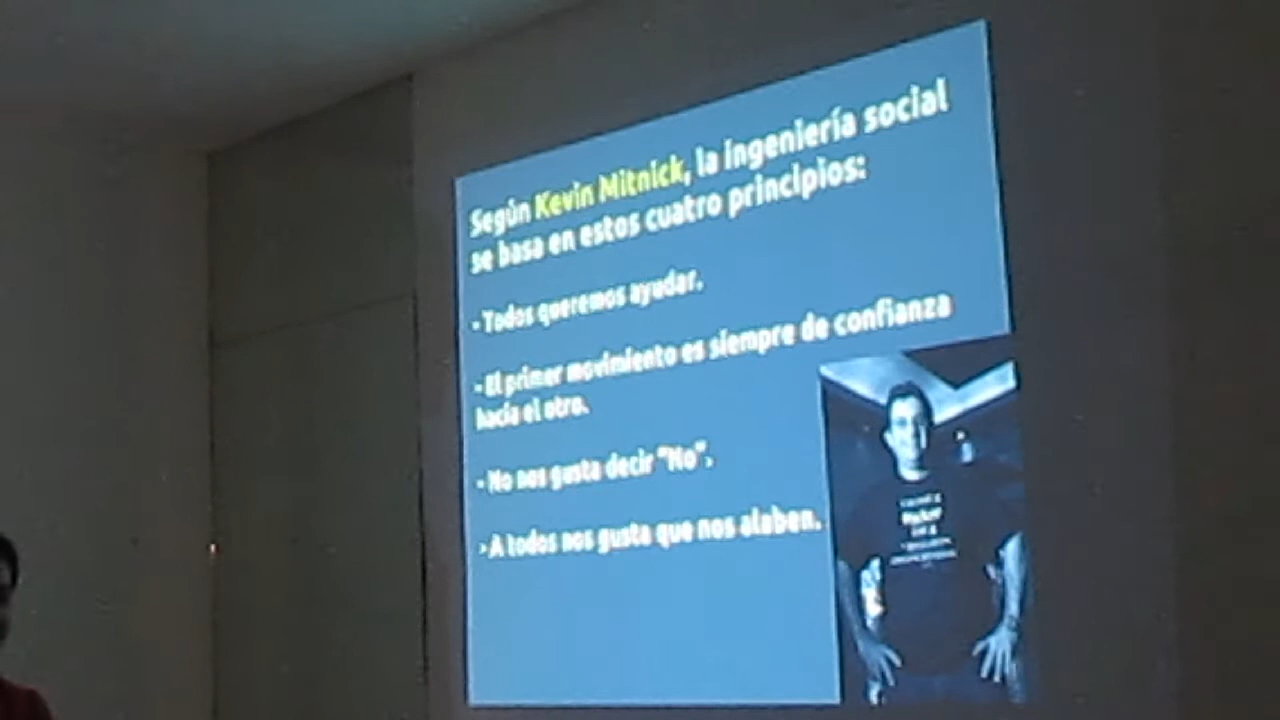 Según Kevin Mitnick, la ingeniería social
se basa en estos cuatro principios:
- Todos queremos ayudar.
- El primer movimiento es siempre de confianza
hacia el otro.
- No nos gusta decir "No".
- A todos nos gusta que nos alaben.